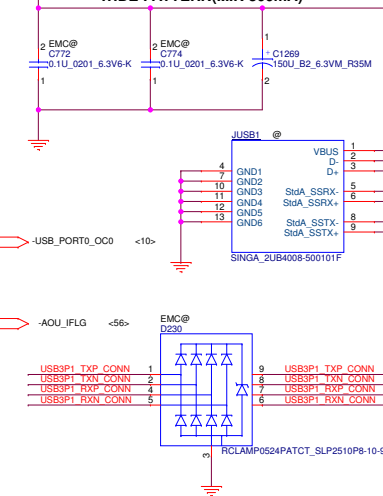 2 EMC@
C772
0.1U_0201_6.3V6-K
1
2 EMC@
C774
0.1U_0201_6.3V6-K
1
1
+ C1269
150U_B2_6.3VM_R35M
2
JUSB1 @
VBUS 1
D- 2
D+ 3
4 GND1
7 GND2
10 GND3
11 GND4
12 GND5
13 GND6
StdA_SSRX- 5
StdA_SSRX+ 6
StdA_SSTX- 8
StdA_SSTX+ 9
SINGA_2UB4008-500101F
-USB_PORT0_OC0 <10>
-AOU_IFLG <56>
EMC@
D230
USB3P1_TXP_CONN 1 9 USB3P1_TXP_CONN
USB3P1_TXN_CONN 2 8 USB3P1_TXN_CONN
USB3P1_RXP_CONN 4 7 USB3P1_RXP_CONN
USB3P1_RXN_CONN 5 6 USB3P1_RXN_CONN
3
RCLAMP0524PATCT_SLP2510P8-10-9